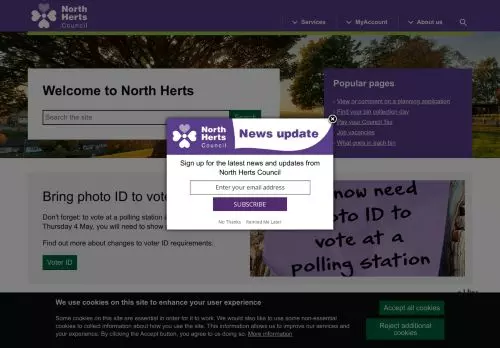 North
Herts
Council
Services
MyAccount
About us
Welcome to North Herts
Search the site
Search
Popular pages
View or comment on a planning application
Find your bin collection day
Pay your Council Tax
Job vacancies
What goes in each bin
North
Herts
Council
News update
Sign up for the latest news and updates from
North Herts Council
Enter your email address
SUBSCRIBE
No Thanks
Remind Me Later
Bring photo ID to vote
Don't forget: to vote at a polling station
Thursday 4 May, you will need to show
Find out more about changes to voter ID requirements:
Voter ID
now need
photo ID to
vote at a
polling station
We use cookies on this site to enhance your user experience
Some cookies on this site are essential in order for it to work. We would also like to use some non-essential
cookies to collect information about how you use the site. This information allows us to improve our services and
your experience. By clicking the Accept button, you agree to us doing so. More information
Accept all cookies
Reject additional
cookies